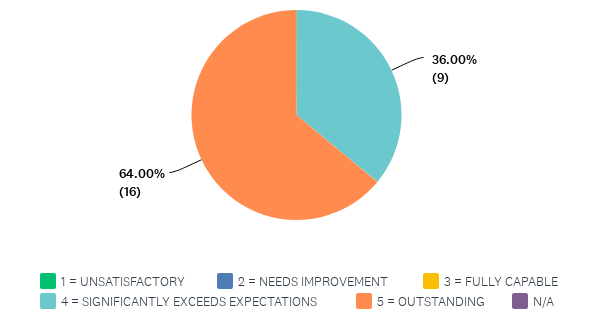 36.00%
(9)
64.00%
(16)
1 = UNSATISFACTORY 2 = NEEDS IMPROVEMENT 3 = FULLY CAPABLE
4 = SIGNIFICANTLY EXCEEDS EXPECTATIONS 5 = OUTSTANDING N/A